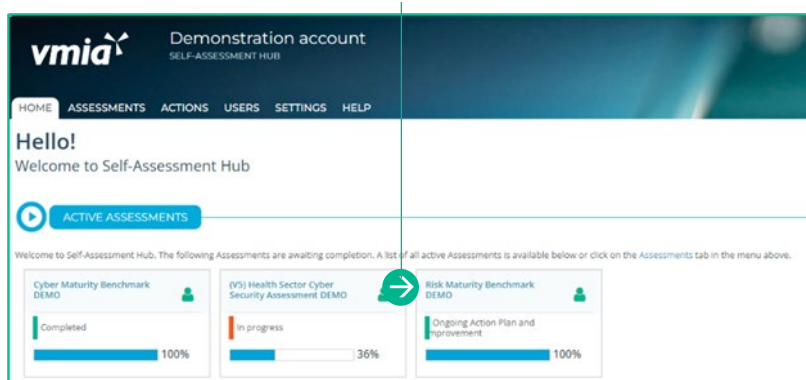 vmia
Demonstration account
SELF-ASSESSMENT HUB
HOME ASSESSMENTS ACTIONS USERS SETTINGS HELP
Hello!
Welcome to Self-Assessment Hub
ACTIVE ASSESSMENTS
Welcome to Self-Assessment Hub. The following Assessments are awaiting completion. A list of all active Assessments is available below or click on the Assessments tab in the menu above.
Cyber Maturity Benchmark
DEMO
Completed
100%
(V5) Health Sector Cyber
Security Assessment DEMO
In progress
36%
Risk Maturity Benchmark
DEMO
Ongoing Action Plan and
mprovement
100%